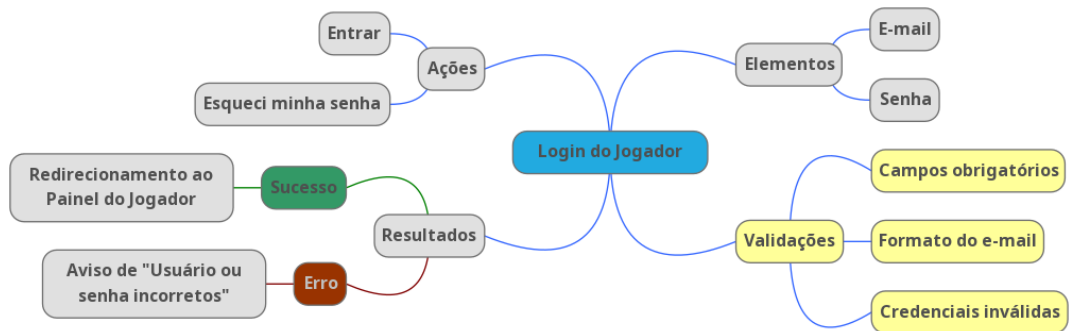 Login do Jogador
Elementos
E-mail
Senha
Validações
Campos obrigatórios
Formato do e-mail
Credenciais inválidas
Ações
Entrar
Esqueci minha senha
Resultados
Sucesso
Redirecionamento ao
Painel do Jogador
Erro
Aviso de "Usuário ou
senha incorretos"